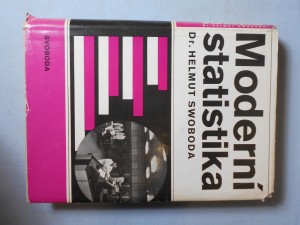 Moderní
statistika
Dr. HELMUT SWOBODA
SVOBODA